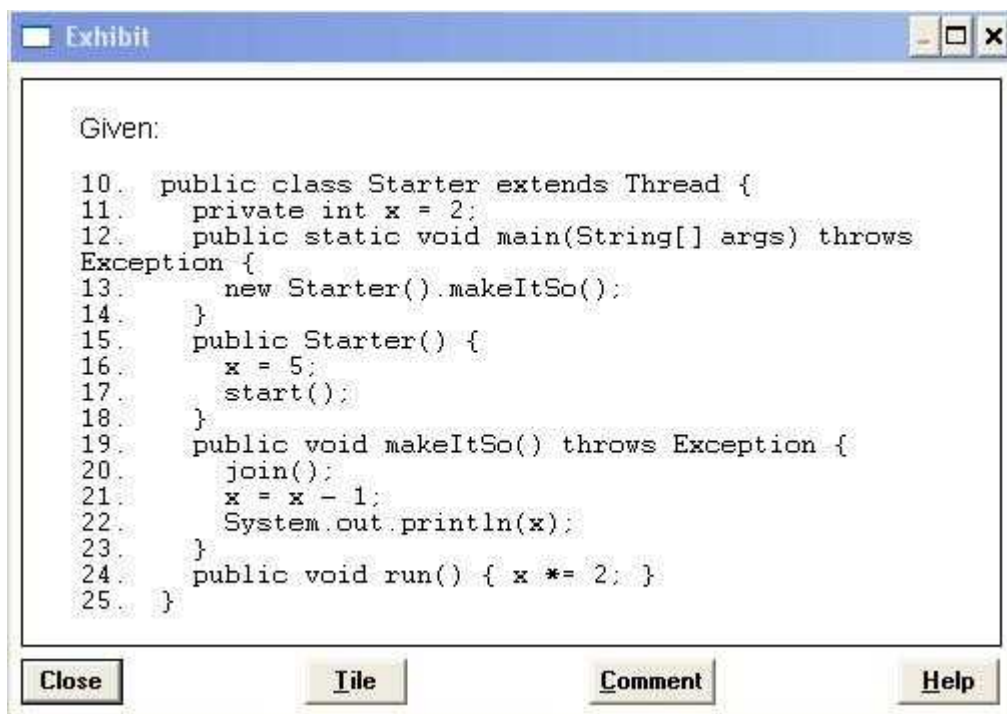 Exhibit
Given:
10. public class Starter extends Thread {
11. private int x = 2;
12. public static void main(String[] args) throws
Exception {
13. new Starter().makeItSo();
14. }
15. public Starter() {
16. x = 5;
17. start();
18. }
19. public void makeItSo() throws Exception {
20. join();
21. x = x - 1;
22. System.out.println(x);
23. }
24. public void run() { x *= 2; }
25. }
Close Tile Comment Help